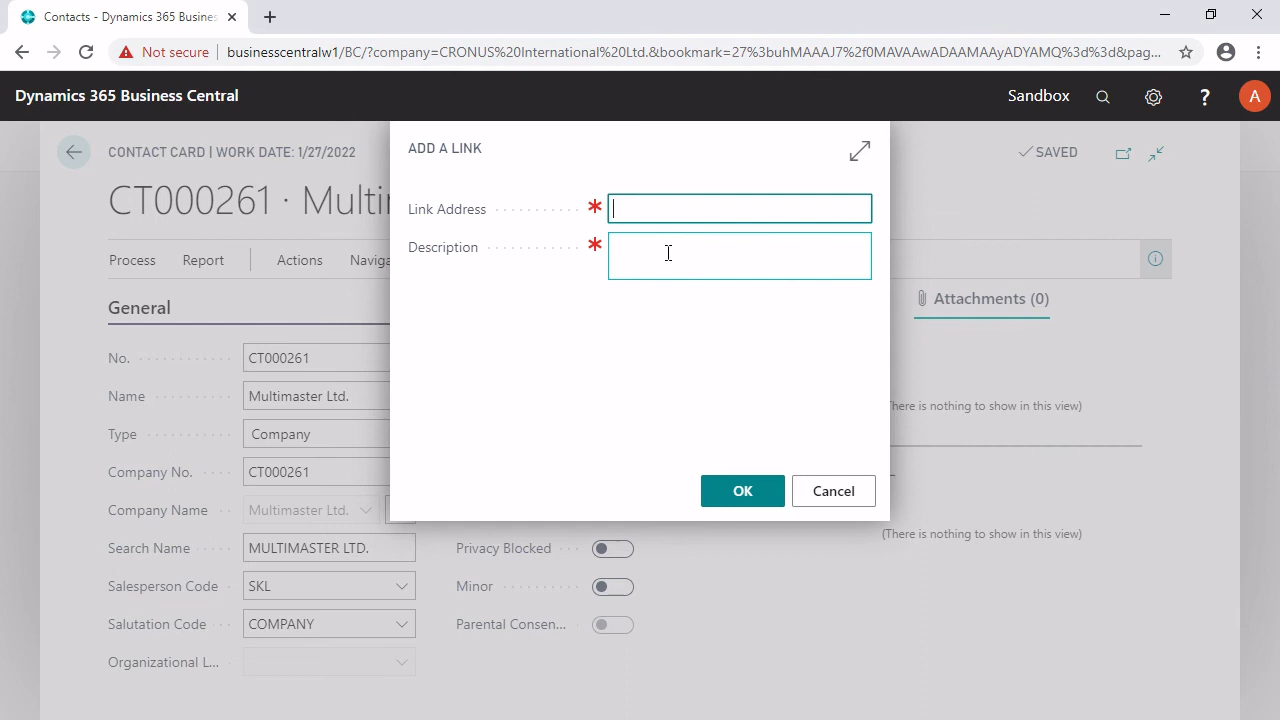 Contacts - Dynamics 365 Busines
Not secure
businesscentralw1/BC/?company=CRONUS%20International%20Ltd.&bookmark=27%3buhMAAAJ7%2f0MAVAAwADAAMAAyADYAMQ%3d%3d&pag...
Dynamics 365 Business Central
Sandbox
?
A
CONTACT CARD | WORK DATE: 1/27/2022
SAVED
CT000261 · Multi
ADD A LINK
Link Address
Description
OK
Cancel
Process
Report
Actions
Naviga
General
Attachments (0)
No.
CT000261
Name
Multimaster Ltd.
Type
Company
Company No.
CT000261
Company Name
Multimaster Ltd.
Search Name
MULTIMASTER LTD.
Salesperson Code
SKL
Salutation Code
COMPANY
Organizational L...
Privacy Blocked
Minor
Parental Consen...
here is nothing to show in this view)
(There is nothing to show in this view)